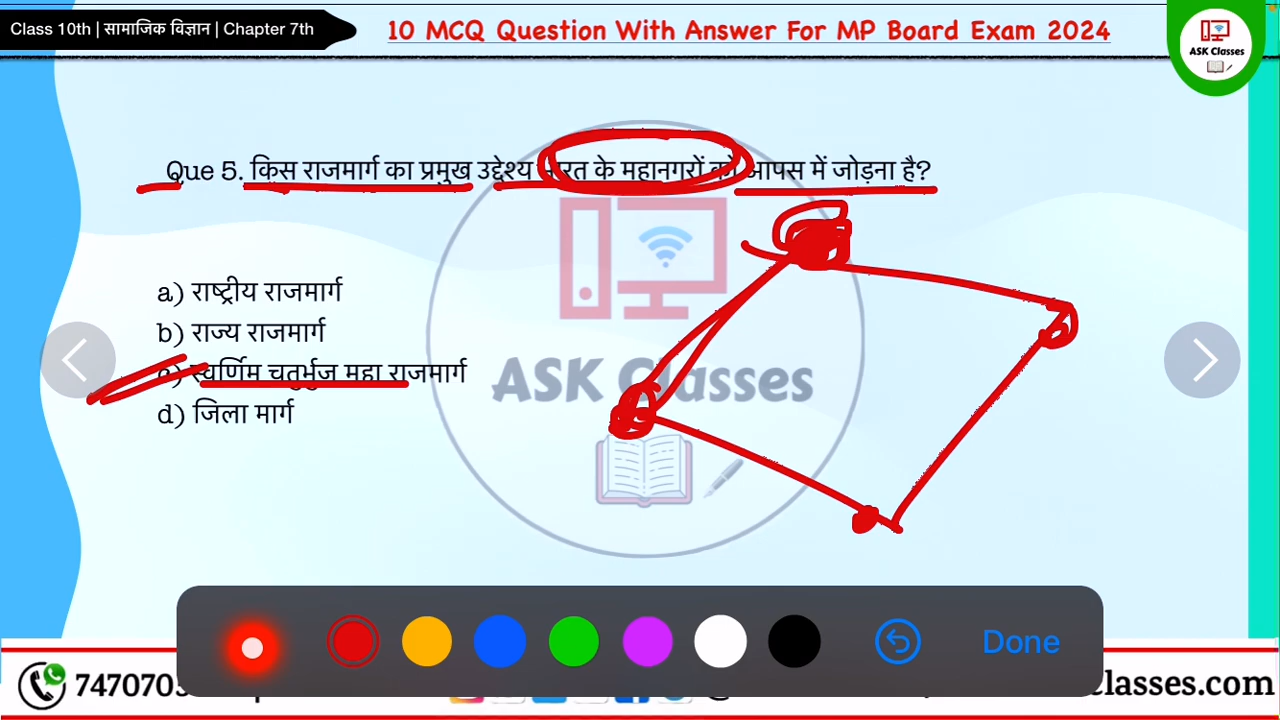 Class 10th | सामाजिक विज्ञान | Chapter 7th
10 MCQ Question With Answer For MP Board Exam 2024
ASK Classes
Que 5. किस राजमार्ग का प्रमुख उद्देश्य भारत के महानगरों को आपस में जोड़ना है?
a) राष्ट्रीय राजमार्ग
b) राज्य राजमार्ग
c) स्वर्णिम चतुर्भुज महा राजमार्ग
d) जिला मार्ग
ASK Classes
Done
747070
classes.com